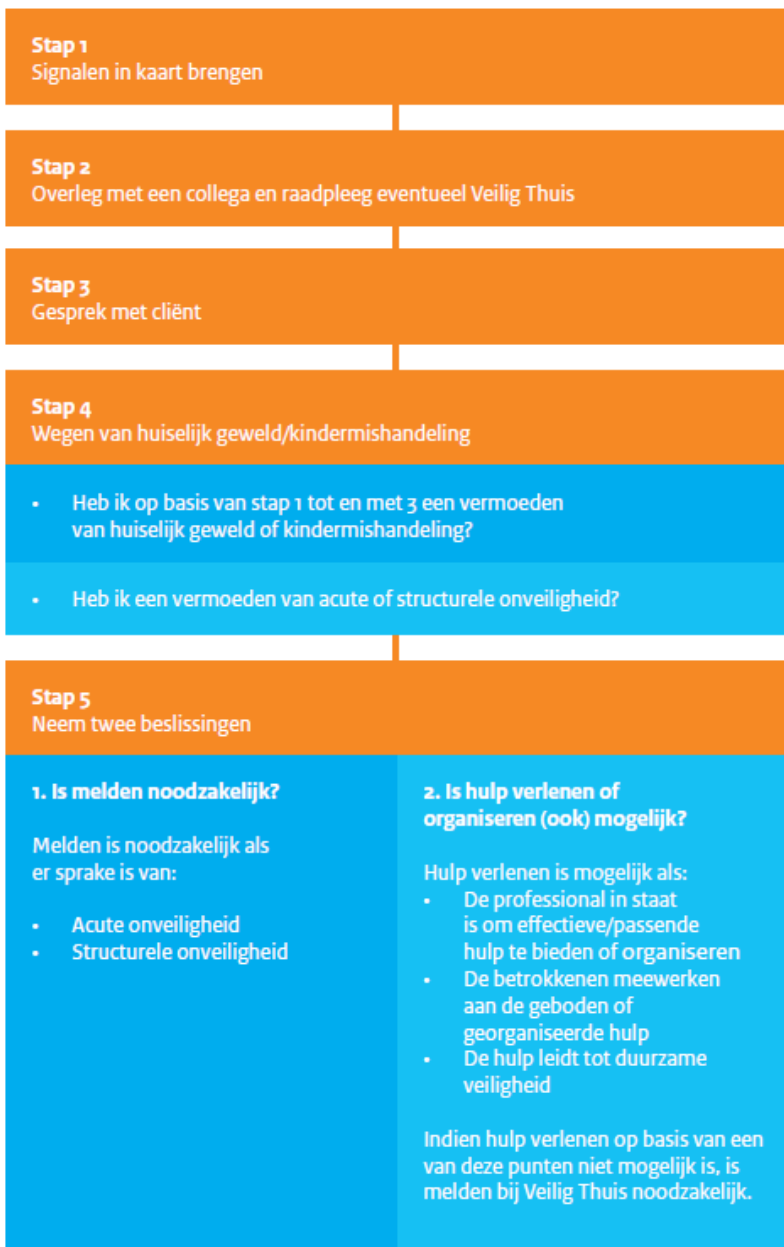 Stap 1
Signalen in kaart brengen
Stap 2
Overleg met een collega en raadpleeg eventueel Veilig Thuis
Stap 3
Gesprek met cliënt
Stap 4
Wegen van huiselijk geweld/kindermishandeling
• Heb ik op basis van stap 1 tot en met 3 een vermoeden
van huiselijk geweld of kindermishandeling?
• Heb ik een vermoeden van acute of structurele onveiligheid?
Stap 5
Neem twee beslissingen
1. Is melden noodzakelijk?
Melden is noodzakelijk als
er sprake is van:
• Acute onveiligheid
• Structurele onveiligheid
2. Is hulp verlenen of
organiseren (ook) mogelijk?
Hulp verlenen is mogelijk als:
• De professional in staat
is om effectieve/passende
hulp te bieden of organiseren
• De betrokkenen meewerken
aan de geboden of
georganiseerde hulp
• De hulp leidt tot duurzame
veiligheid
Indien hulp verlenen op basis van een
van deze punten niet mogelijk is, is
melden bij Veilig Thuis noodzakelijk.